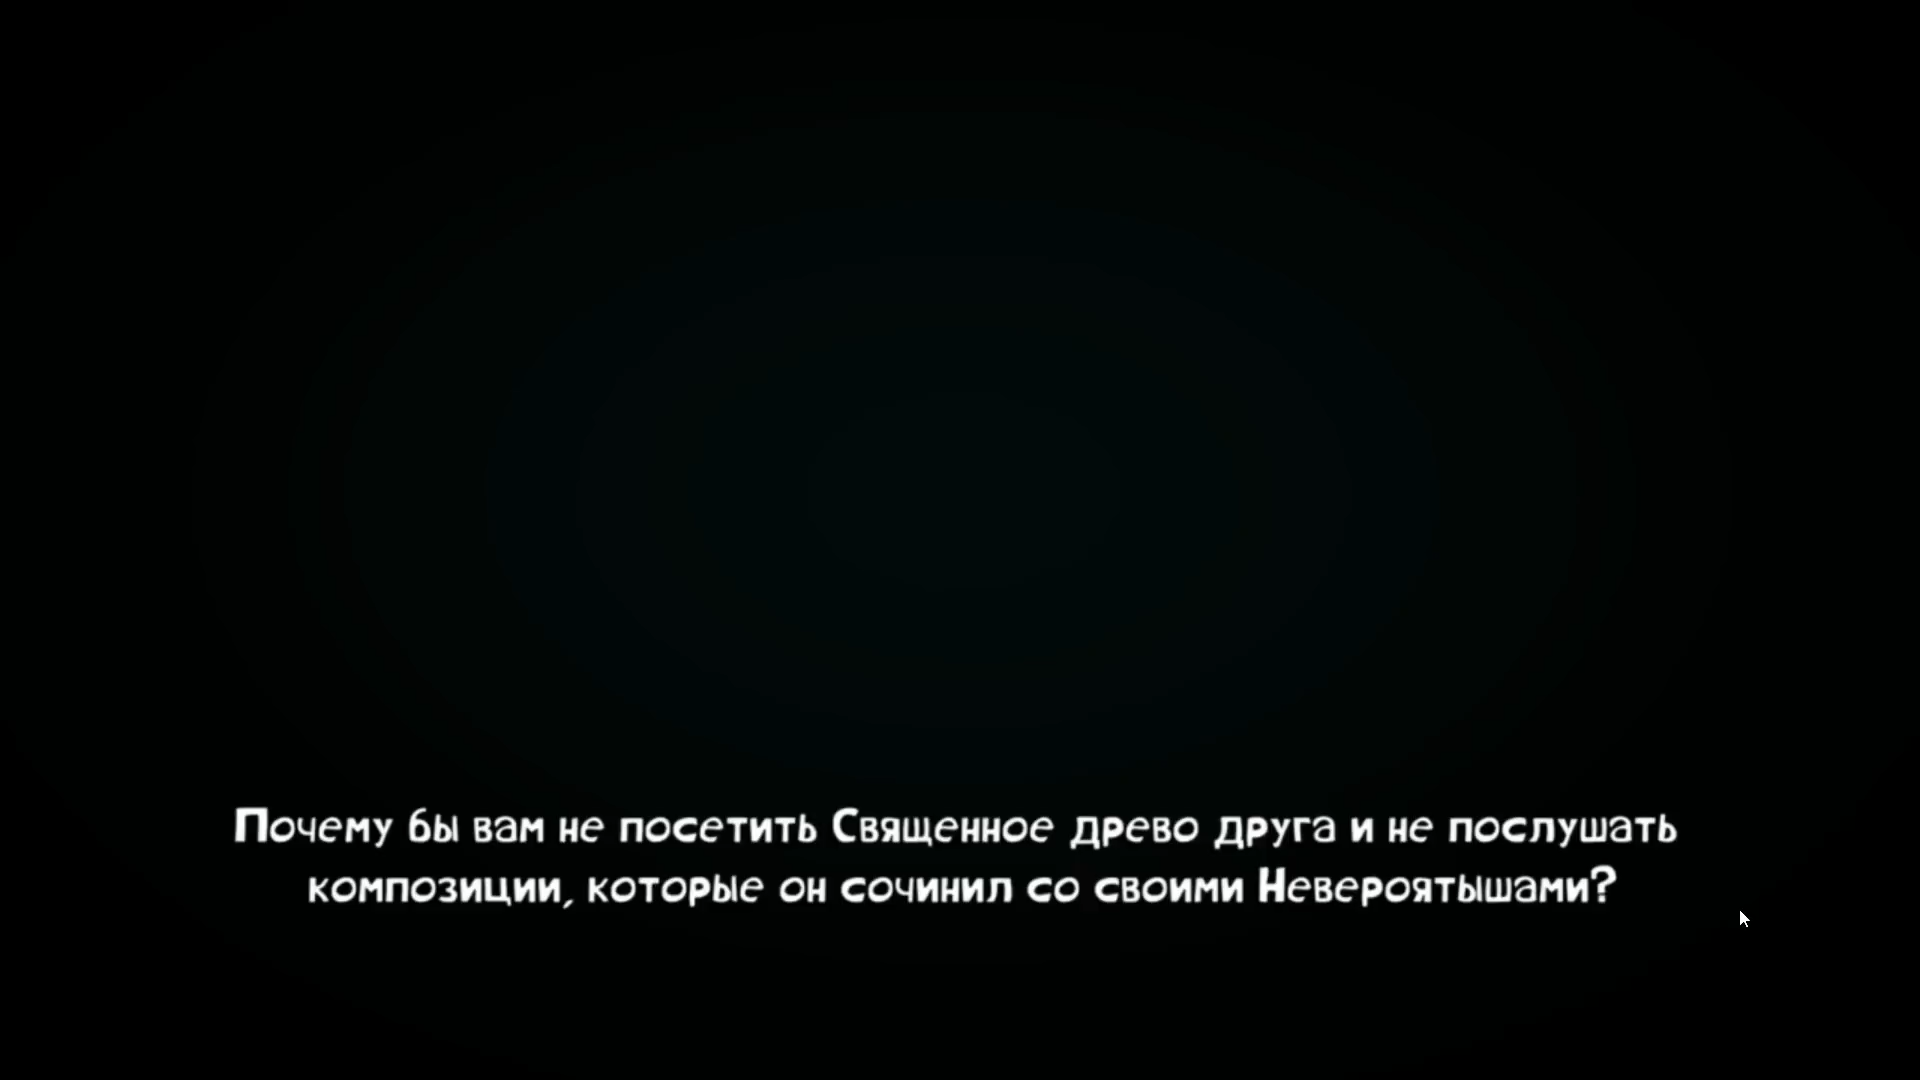 Почему бы вам не посетить Священное древо друга и не послушать
композиции, которые он сочинил со своими Невероятышами?